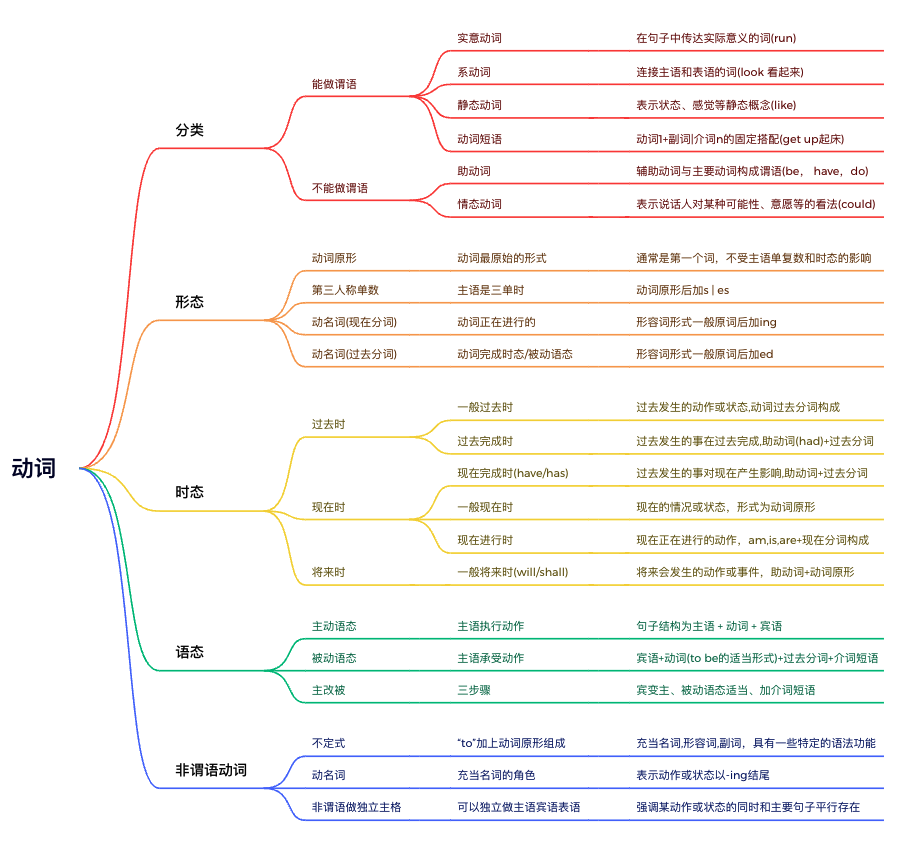 动词
分类
能做谓语
实意动词
在句子中传达实际意义的词(run)
系动词
连接主语和表语的词(look 看起来)
静态动词
表示状态、感觉等静态概念(like)
动词短语
动词1+副词|介词n的固定搭配(get up起床)
不能做谓语
助动词
辅助动词与主要动词构成谓语(be， have，do)
情态动词
表示说话人对某种可能性、意愿等的看法(could)
形态
动词原形
动词最原始的形式
通常是第一个词，不受主语单复数和时态的影响
第三人称单数
主语是三单时
动词原形后加s | es
动名词(现在分词)
动词正在进行的
形容词形式一般原词后加ing
动名词(过去分词)
动词完成时态/被动语态
形容词形式一般原词后加ed
时态
过去时
一般过去时
过去发生的动作或状态,动词过去分词构成
过去完成时
过去发生的事在过去完成,助动词(had)+过去分词
现在时
现在完成时(have/has)
过去发生的事对现在产生影响,助动词+过去分词
一般现在时
现在的情况或状态，形式为动词原形
现在进行时
现在正在进行的动作，am,is,are+现在分词构成
将来时
一般将来时(will/shall)
将来会发生的动作或事件，助动词+动词原形
语态
主动语态
主语执行动作
句子结构为主语 + 动词 + 宾语
被动语态
主语承受动作
宾语+动词(to be的适当形式)+过去分词+介词短语
主改被
三步骤
宾变主、被动语态适当、加介词短语
非谓语动词
不定式
“to”加上动词原形组成
充当名词,形容词,副词，具有一些特定的语法功能
动名词
充当名词的角色
表示动作或状态以-ing结尾
非谓语做独立主格
可以独立做主语宾语表语
强调某动作或状态的同时和主要句子平行存在